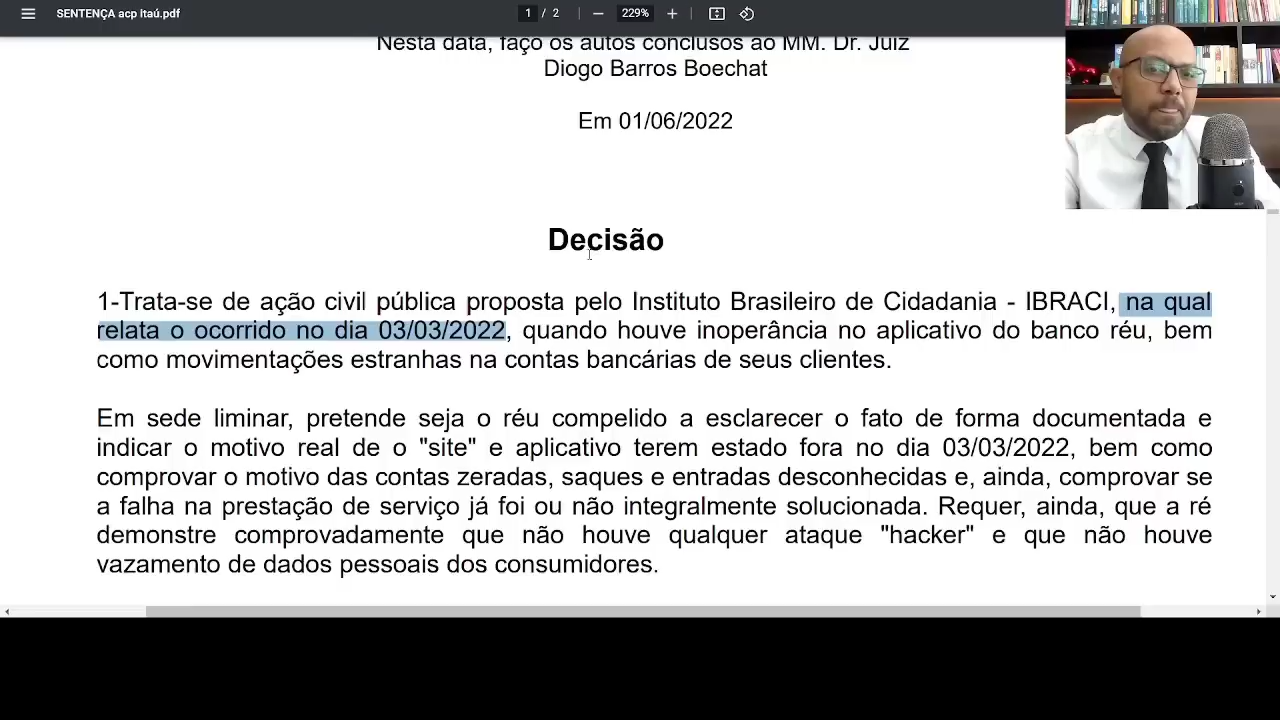 SENTENÇA acp Itaú.pdf
1 / 2
229%
Nesta data, faço os autos conclusos ao MM. Dr. Juiz
Diogo Barros Boechat
Em 01/06/2022
Decisão
1-Trata-se de ação civil pública proposta pelo Instituto Brasileiro de Cidadania - IBRACI, na qual
relata o ocorrido no dia 03/03/2022, quando houve inoperância no aplicativo do banco réu, bem
como movimentações estranhas na contas bancárias de seus clientes.
Em sede liminar, pretende seja o réu compelido a esclarecer o fato de forma documentada e
indicar o motivo real de o "site" e aplicativo terem estado fora no dia 03/03/2022, bem como
comprovar o motivo das contas zeradas, saques e entradas desconhecidas e, ainda, comprovar se
a falha na prestação de serviço já foi ou não integralmente solucionada. Requer, ainda, que a ré
demonstre comprovadamente que não houve qualquer ataque "hacker" e que não houve
vazamento de dados pessoais dos consumidores.